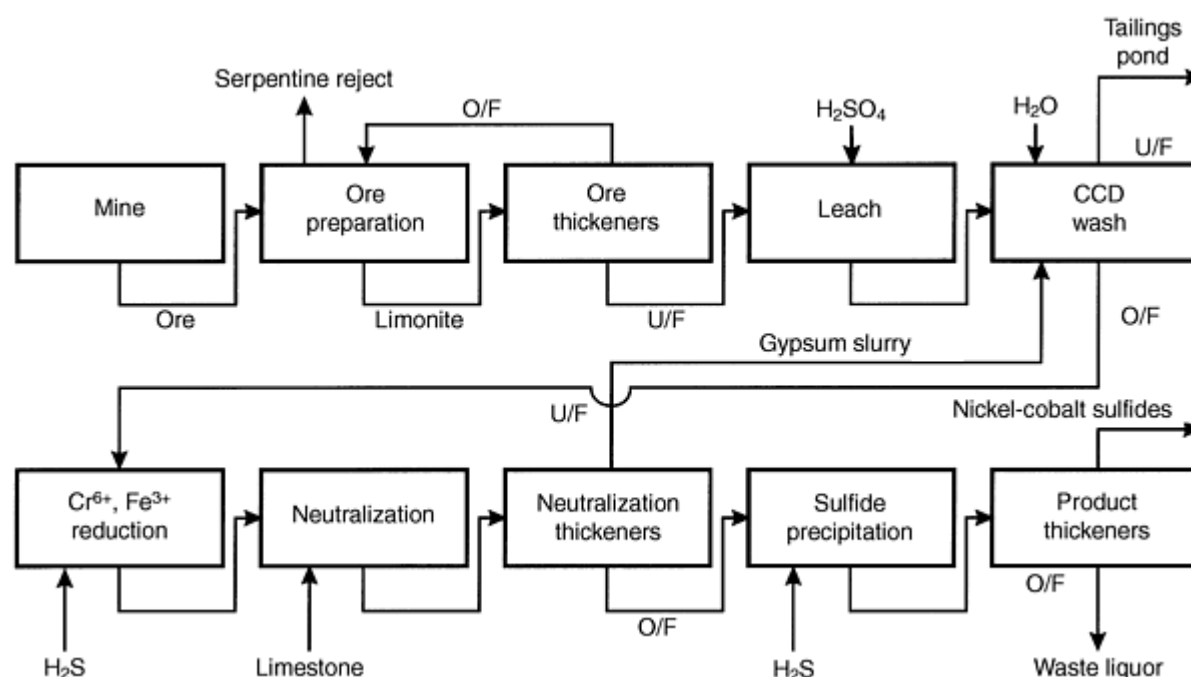 Tailings
pond
Serpentine reject
O/F
H₂SO₄
H₂O
U/F
Mine
Ore
preparation
Ore
thickeners
Leach
CCD
wash
Ore
Limonite
U/F
O/F
Gypsum slurry
U/F
Nickel-cobalt sulfides
Cr⁶⁺, Fe³⁺
reduction
Neutralization
Neutralization
thickeners
Sulfide
precipitation
Product
thickeners
O/F
O/F
H₂S
Limestone
H₂S
Waste liquor